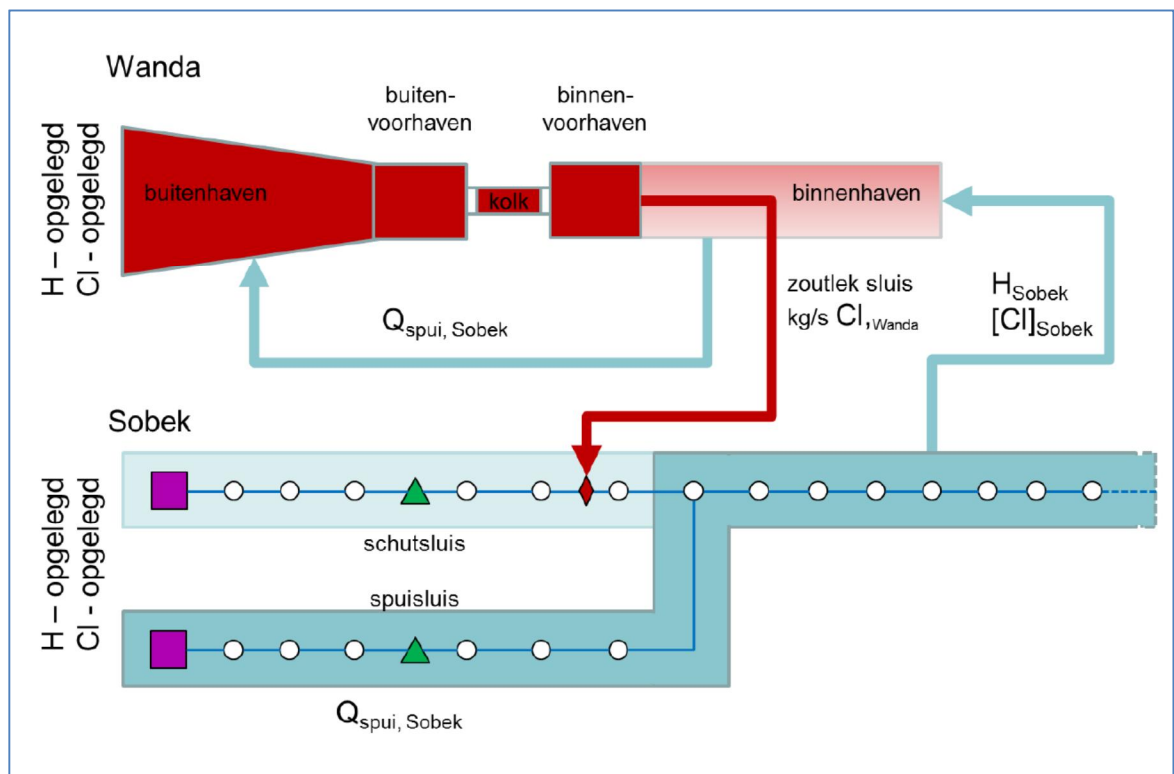 Wanda
buiten-
voorhaven
binnen-
voorhaven
H – opgelegd
Cl - opgelegd
buitenhaven
kolk
binnenhaven
Qspui, Sobek
zoutlek sluis
kg/s Cl,Wanda
HSobek
[Cl]Sobek
Sobek
H – opgelegd
Cl - opgelegd
schutsluis
spuisluis
Qspui, Sobek